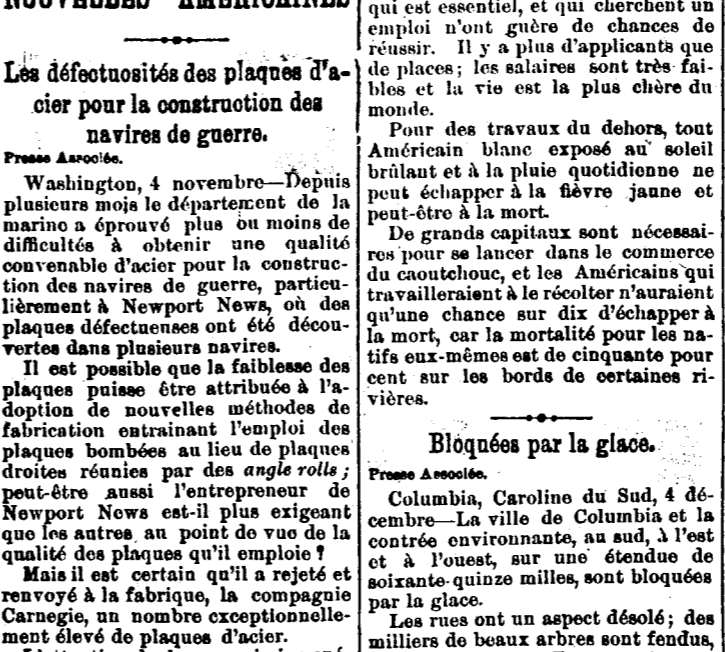 NOUVELLES AMÉRICAINES
Les défectuosités des plaques d'a-
cier pour la construction des
navires de guerre.
Presse Associée.
Washington, 4 novembre—Depuis
plusieurs mois le département de la
marine a éprouvé plus ou moins de
difficultés à obtenir une qualité
convenable d'acier pour la construc-
tion des navires de guerre, particu-
lièrement à Newport News, où des
plaques défectueuses ont été décou-
vertes dans plusieurs navires.
Il est possible que la faiblesse des
plaques puisse être attribuée à l'a-
doption de nouvelles méthodes de
fabrication entrainant l'emploi des
plaques bombées au lieu de plaques
droites réunies par des angle rolls ;
peut-être aussi l'entrepreneur de
Newport News est-il plus exigeant
que les autres au point de vue de la
qualité des plaques qu'il emploie ?
Mais il est certain qu'il a rejeté et
renvoyé à la fabrique, la compagnie
Carnegie, un nombre exceptionnelle-
ment élevé de plaques d'acier.
qui est essentiel, et qui cherchent un
emploi n'ont guère de chances de
réussir. Il y a plus d'applicants que
de places ; les salaires sont très fai-
bles et la vie est la plus chère du
monde.
Pour des travaux du dehors, tout
Américain blanc exposé au soleil
brûlant et à la pluie quotidienne ne
peut échapper à la fièvre jaune et
peut-être à la mort.
De grands capitaux sont nécessai-
res pour se lancer dans le commerce
du caoutchouc, et les Américains qui
travailleraient à le récolter n'auraient
qu'une chance sur dix d'échapper à
la mort, car la mortalité pour les na-
tifs eux-mêmes est de cinquante pour
cent sur les bords de certaines ri-
vières.
Bloquées par la glace.
Presse Associée.
Columbia, Caroline du Sud, 4 dé-
cembre—La ville de Columbia et la
contrée environnante, au sud, à l'est
et à l'ouest, sur une étendue de
soixante-quinze milles, sont bloquées
par la glace.
Les rues ont un aspect désolé ; des
milliers de beaux arbres sont fendus,